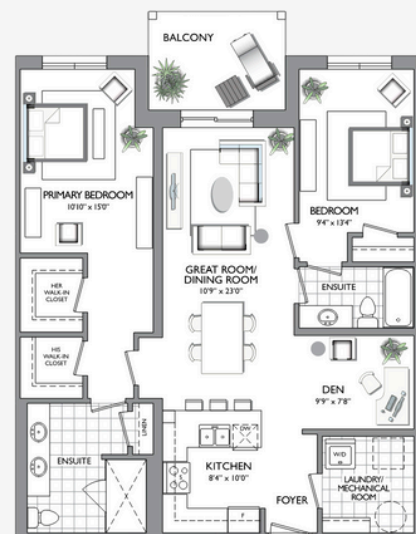 BALCONY
PRIMARY BEDROOM
10'10" x 15'0"
BEDROOM
9'4" x 13'4"
GREAT ROOM/
DINING ROOM
10'9" x 23'0"
HER
WALK-IN
CLOSET
ENSUITE
HIS
WALK-IN
CLOSET
DEN
9'9" x 7'8"
LINEN
ENSUITE
DW
KITCHEN
8'4" x 10'0"
W/D
LAUNDRY/
MECHANICAL
ROOM
FOYER
F